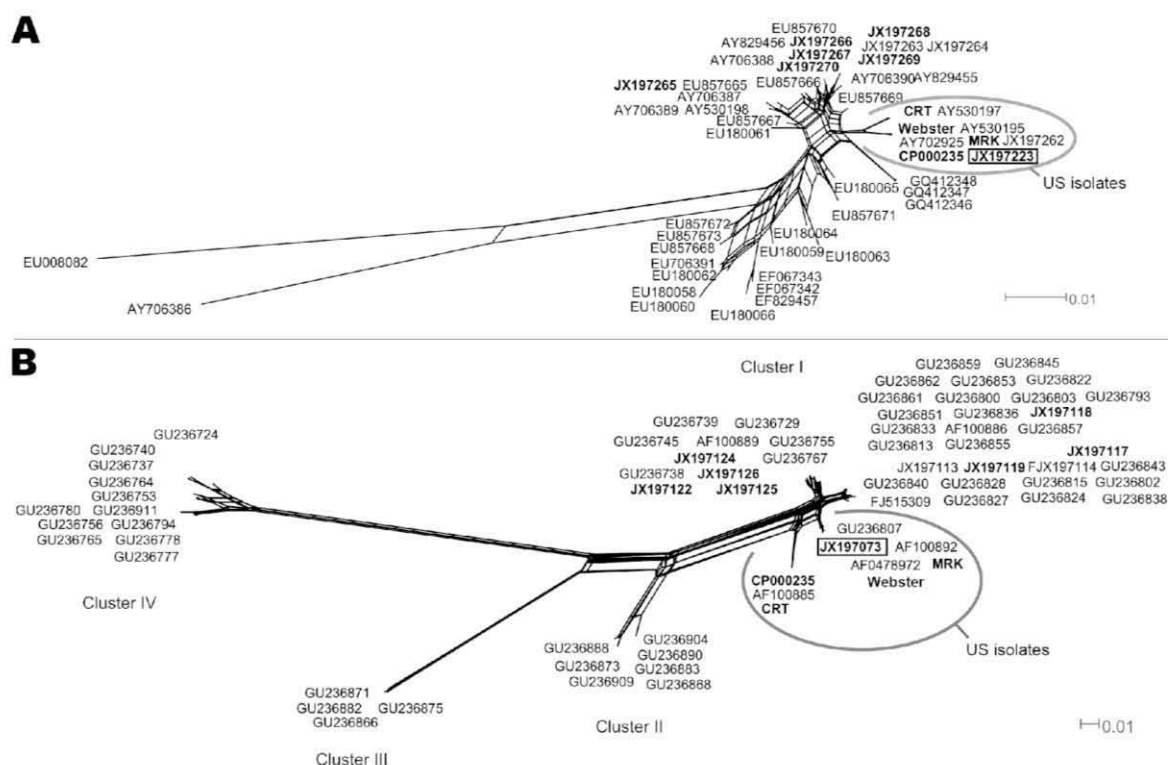 A
EU857670 JX197268
AY829456 JX197266 JX197263 JX197264
AY706388 JX197267 JX197269
JX197270
JX197265 EU857665 EU857666 AY706390 AY829455
AY706387 EU857669
AY706389 AY530198
EU857667
EU180061
CRT AY530197
Webster AY530195
AY702925 MRK JX197262
CP000235 JX197223
US isolates
EU180065
GQ412348
GQ412347
GQ412346
EU857671
EU857672
EU857673
EU857668
EU706391
EU180062
EU180058
EU180060
EU180064
EU180059
EU180063
EF067343
EF067342
EF829457
EU180066
EU008082
AY706386
0.01
B
Cluster I
GU236859 GU236845
GU236862 GU236853 GU236822
GU236861 GU236800 GU236803 GU236793
GU236851 GU236836 JX197118
GU236833 AF100886 GU236857
GU236813 GU236855
JX197117
JX197113 JX197119 FJX197114 GU236843
GU236840 GU236828 GU236815 GU236802
FJ515309 GU236827 GU236824 GU236838
GU236739 GU236729
GU236745 AF100889 GU236755
JX197124 GU236767
GU236738 JX197126
JX197122 JX197125
GU236807
JX197073 AF100892
AF0478972 MRK
Webster
CP000235
AF100885
CRT
US isolates
GU236724
GU236740
GU236737
GU236764
GU236753
GU236780 GU236911
GU236756 GU236794
GU236765 GU236778
GU236777
Cluster IV
GU236888
GU236873
GU236909
GU236904
GU236890
GU236883
GU236868
Cluster II
GU236871
GU236882 GU236875
GU236866
Cluster III
0.01